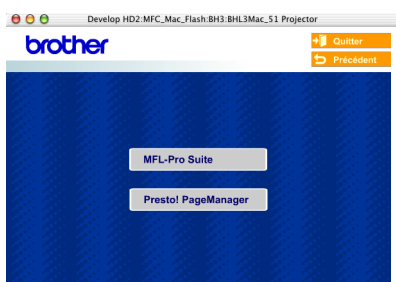 Develop HD2:MFC_Mac_Flash:BH3:BHL3Mac_51 Projector
brother
Quitter
Précédent
MFL-Pro Suite
Presto! PageManager